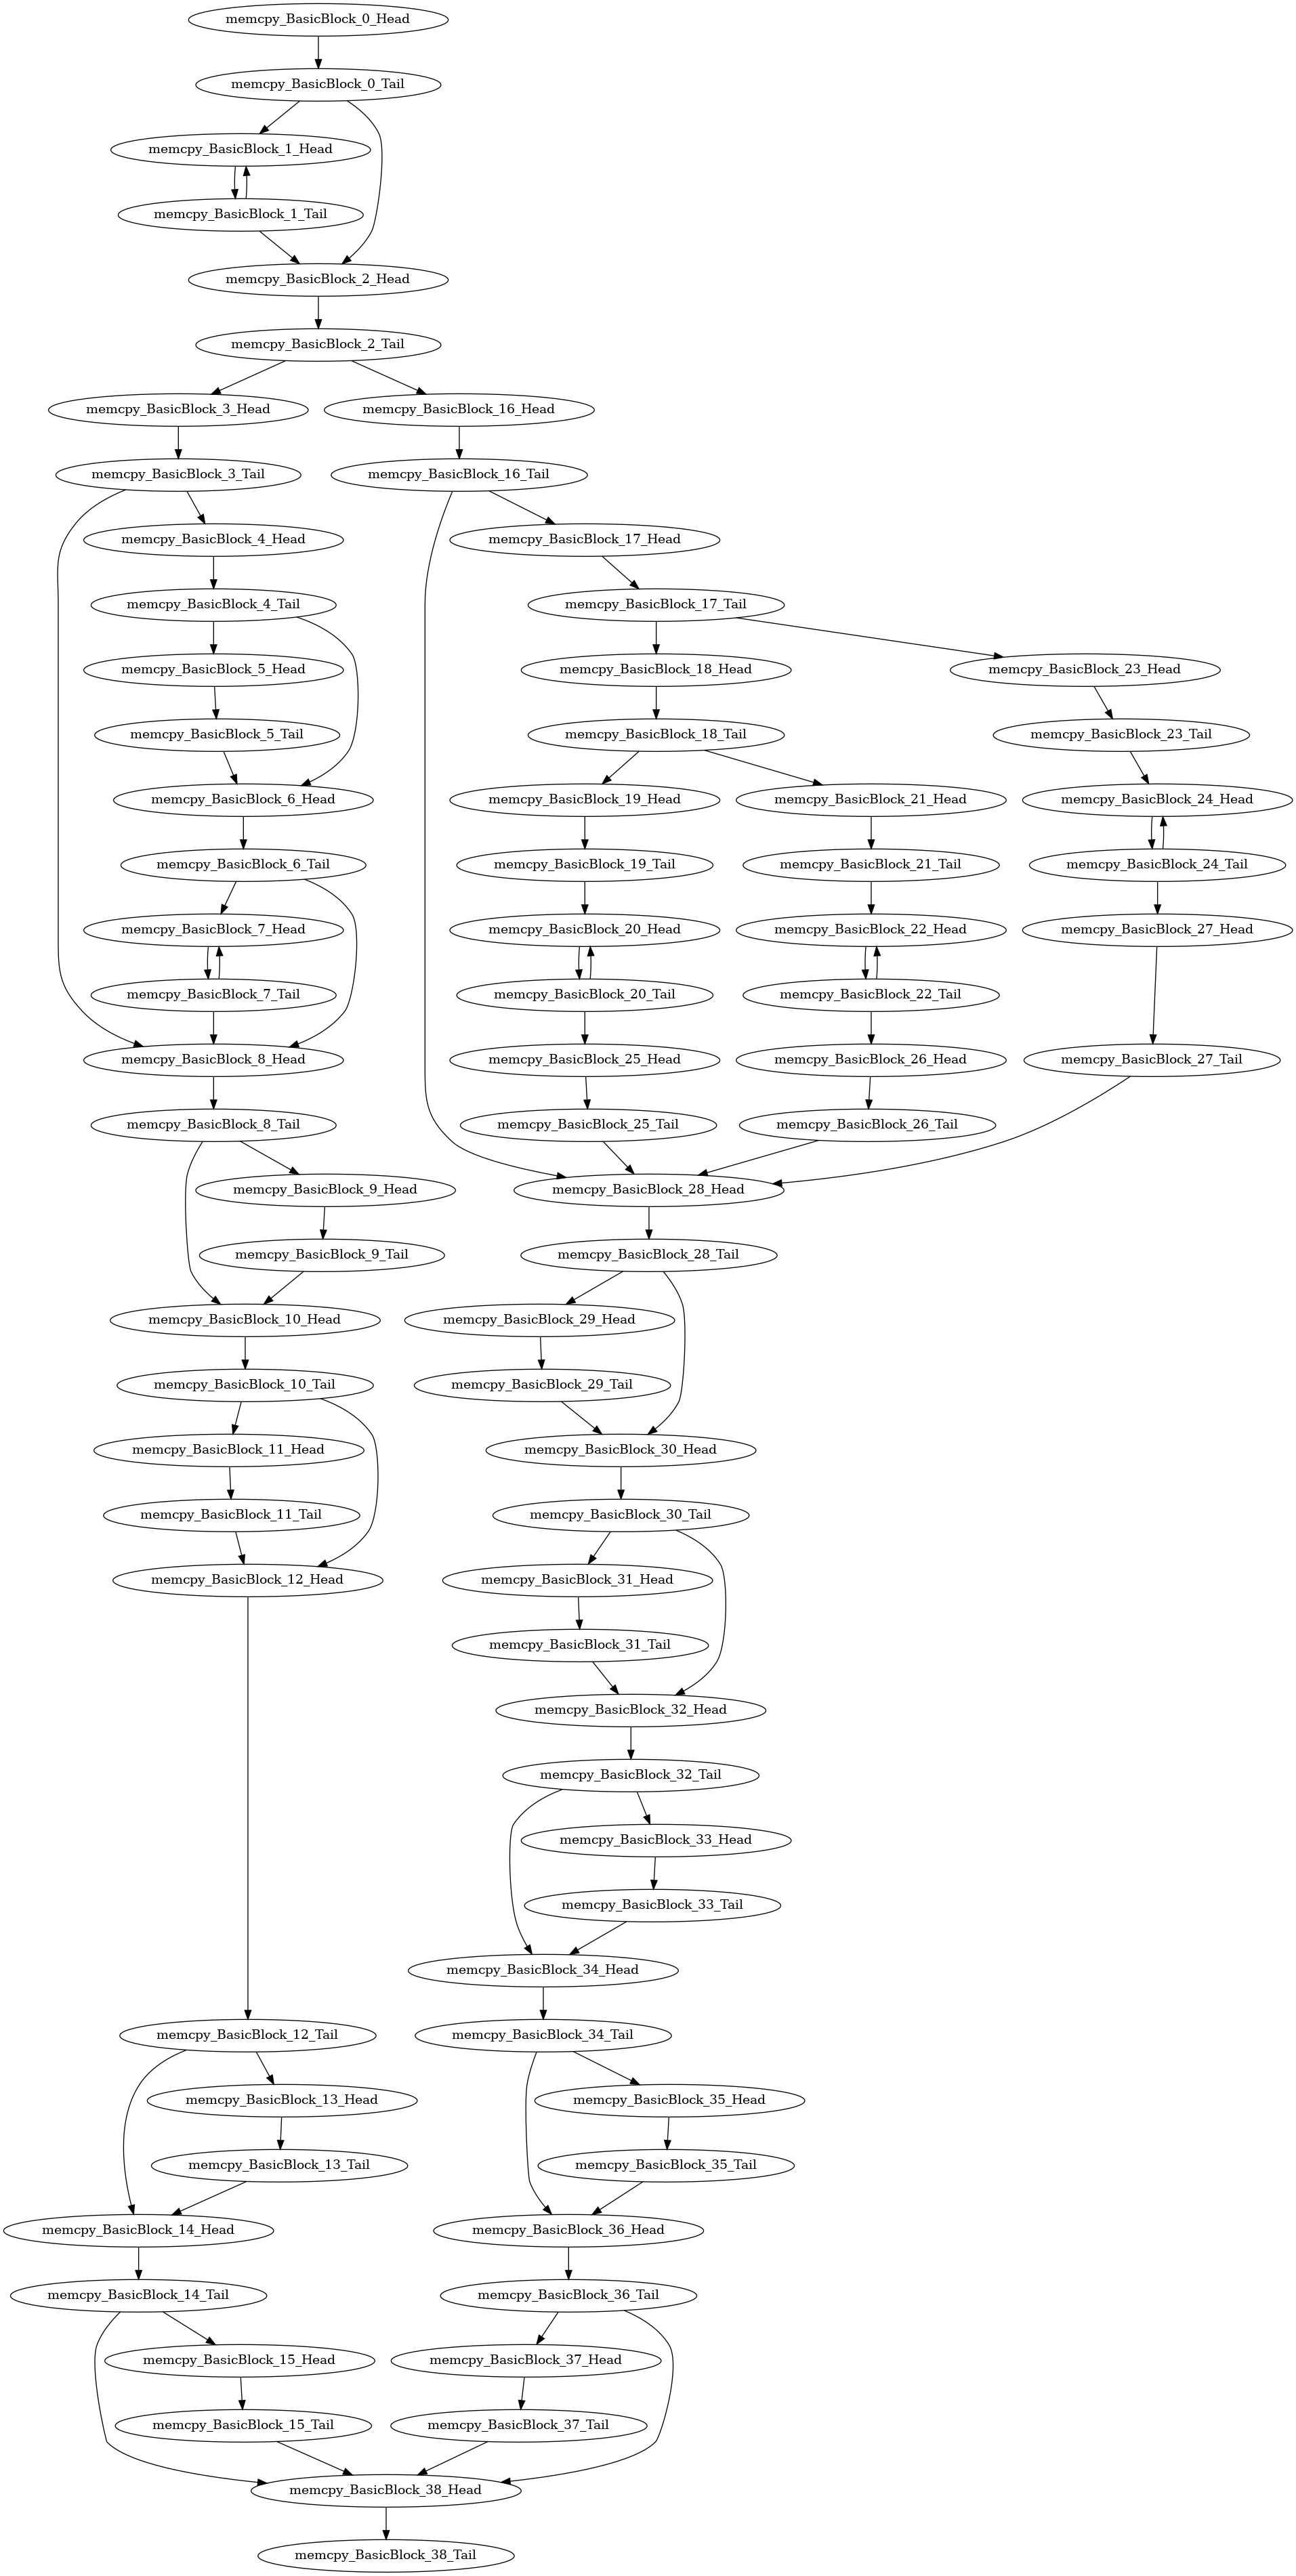 memcpy_BasicBlock_0_Head
memcpy_BasicBlock_0_Tail
memcpy_BasicBlock_1_Head
memcpy_BasicBlock_1_Tail
memcpy_BasicBlock_2_Head
memcpy_BasicBlock_2_Tail
memcpy_BasicBlock_3_Head
memcpy_BasicBlock_16_Head
memcpy_BasicBlock_3_Tail
memcpy_BasicBlock_16_Tail
memcpy_BasicBlock_4_Head
memcpy_BasicBlock_17_Head
memcpy_BasicBlock_4_Tail
memcpy_BasicBlock_17_Tail
memcpy_BasicBlock_5_Head
memcpy_BasicBlock_18_Head
memcpy_BasicBlock_23_Head
memcpy_BasicBlock_5_Tail
memcpy_BasicBlock_18_Tail
memcpy_BasicBlock_23_Tail
memcpy_BasicBlock_6_Head
memcpy_BasicBlock_19_Head
memcpy_BasicBlock_21_Head
memcpy_BasicBlock_24_Head
memcpy_BasicBlock_6_Tail
memcpy_BasicBlock_19_Tail
memcpy_BasicBlock_21_Tail
memcpy_BasicBlock_24_Tail
memcpy_BasicBlock_7_Head
memcpy_BasicBlock_20_Head
memcpy_BasicBlock_22_Head
memcpy_BasicBlock_27_Head
memcpy_BasicBlock_7_Tail
memcpy_BasicBlock_20_Tail
memcpy_BasicBlock_22_Tail
memcpy_BasicBlock_8_Head
memcpy_BasicBlock_25_Head
memcpy_BasicBlock_26_Head
memcpy_BasicBlock_27_Tail
memcpy_BasicBlock_8_Tail
memcpy_BasicBlock_25_Tail
memcpy_BasicBlock_26_Tail
memcpy_BasicBlock_9_Head
memcpy_BasicBlock_28_Head
memcpy_BasicBlock_9_Tail
memcpy_BasicBlock_28_Tail
memcpy_BasicBlock_10_Head
memcpy_BasicBlock_29_Head
memcpy_BasicBlock_10_Tail
memcpy_BasicBlock_29_Tail
memcpy_BasicBlock_11_Head
memcpy_BasicBlock_30_Head
memcpy_BasicBlock_11_Tail
memcpy_BasicBlock_30_Tail
memcpy_BasicBlock_12_Head
memcpy_BasicBlock_31_Head
memcpy_BasicBlock_31_Tail
memcpy_BasicBlock_32_Head
memcpy_BasicBlock_32_Tail
memcpy_BasicBlock_33_Head
memcpy_BasicBlock_33_Tail
memcpy_BasicBlock_34_Head
memcpy_BasicBlock_12_Tail
memcpy_BasicBlock_34_Tail
memcpy_BasicBlock_13_Head
memcpy_BasicBlock_35_Head
memcpy_BasicBlock_13_Tail
memcpy_BasicBlock_35_Tail
memcpy_BasicBlock_14_Head
memcpy_BasicBlock_36_Head
memcpy_BasicBlock_14_Tail
memcpy_BasicBlock_36_Tail
memcpy_BasicBlock_15_Head
memcpy_BasicBlock_37_Head
memcpy_BasicBlock_15_Tail
memcpy_BasicBlock_37_Tail
memcpy_BasicBlock_38_Head
memcpy_BasicBlock_38_Tail